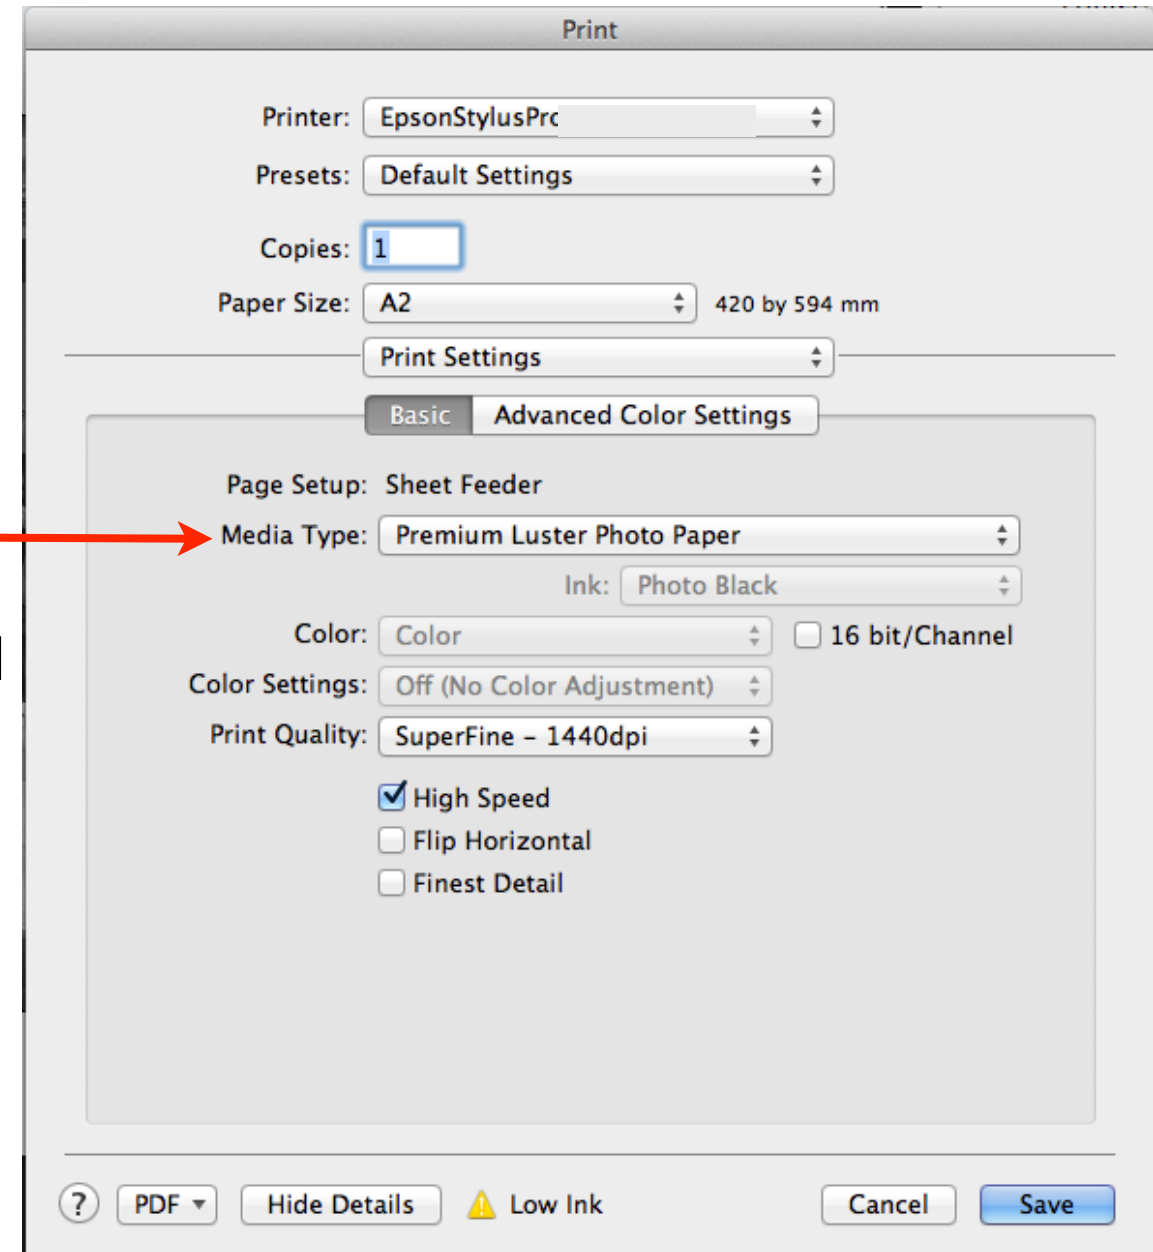 Print
Printer: EpsonStylusPro
Presets: Default Settings
Copies: 1
Paper Size: A2 420 by 594 mm
Print Settings
Basic Advanced Color Settings
Page Setup: Sheet Feeder
Media Type: Premium Luster Photo Paper
Ink: Photo Black
Color: Color 16 bit/Channel
Color Settings: Off (No Color Adjustment)
Print Quality: SuperFine – 1440dpi
High Speed
Flip Horizontal
Finest Detail
? PDF Hide Details Low Ink Cancel Save